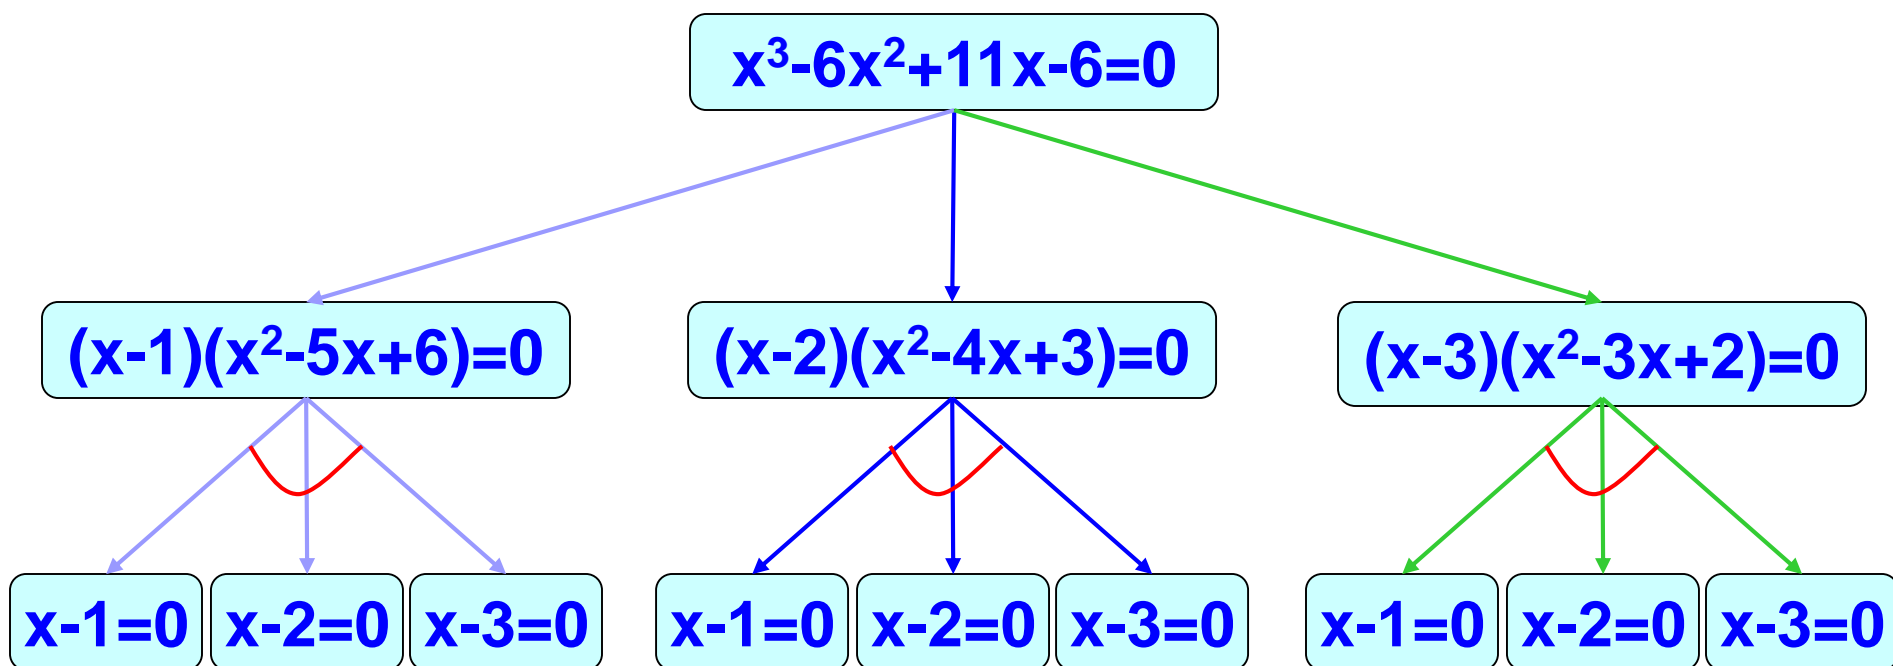 x³-6x²+11x-6=0
(x-1)(x²-5x+6)=0
(x-2)(x²-4x+3)=0
(x-3)(x²-3x+2)=0
x-1=0
x-2=0
x-3=0
x-1=0
x-2=0
x-3=0
x-1=0
x-2=0
x-3=0